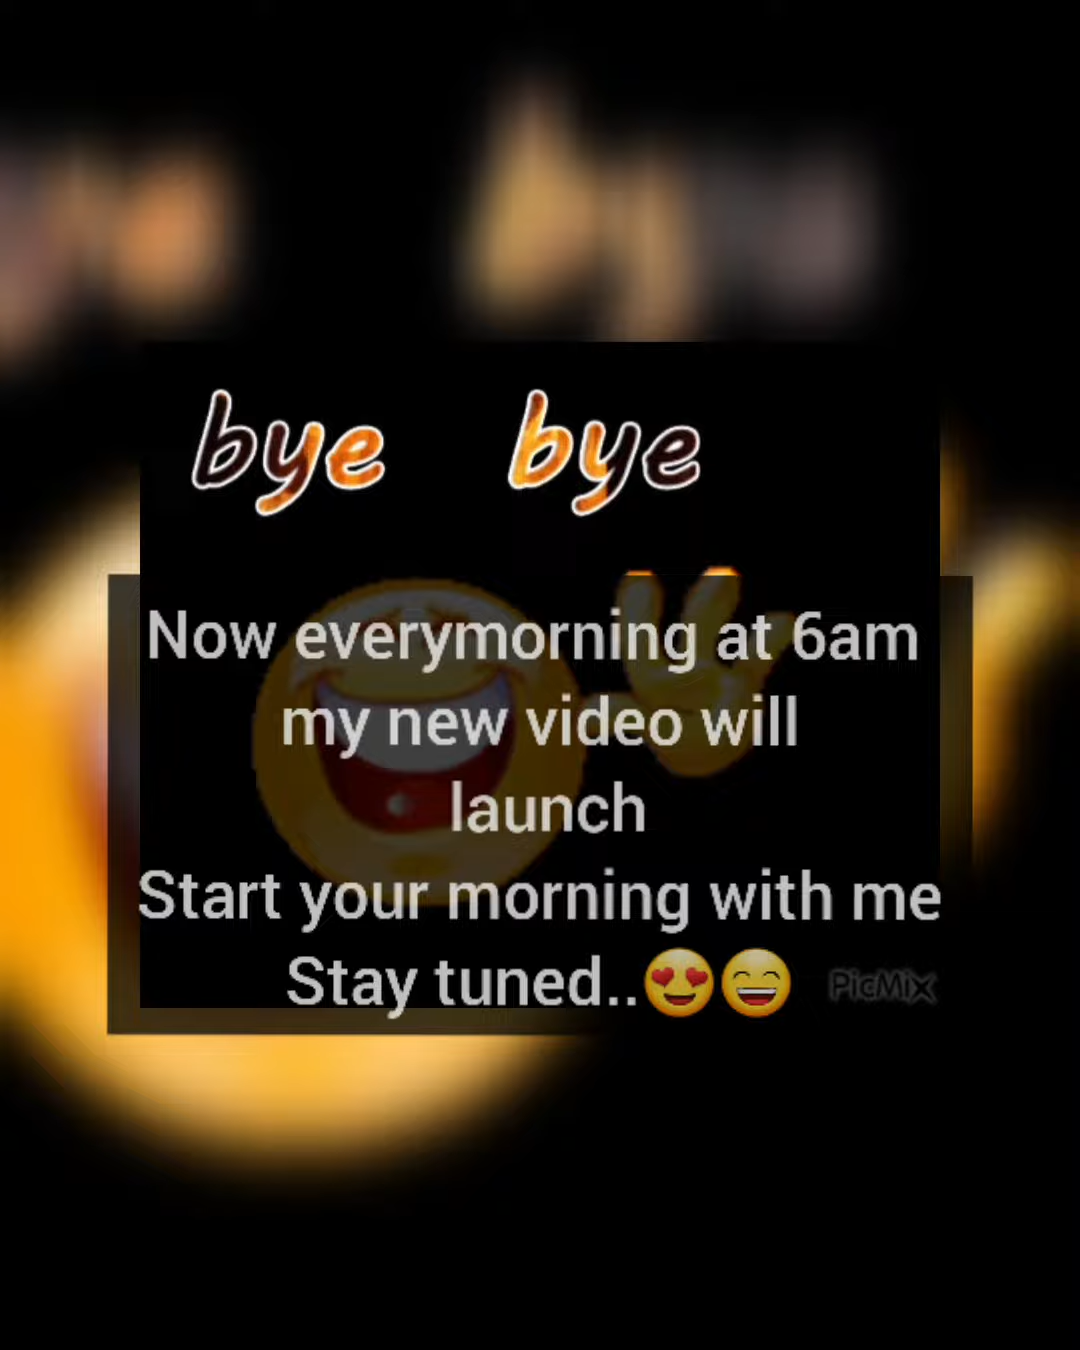 bye bye
Now everymorning at 6am
my new video will
launch
Start your morning with me
Stay tuned..😍😄
PicMix